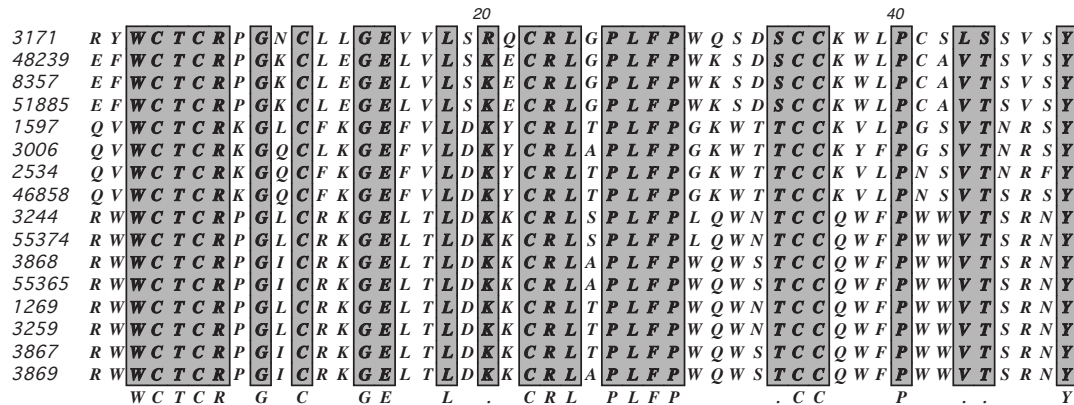 20 40
3171 R Y W C T C R P G N C L L G E V V L S R Q C R L G P L F P W Q S D S C C K W L P C S L S S V S Y
48239 E F W C T C R P G K C L E G E L V L S K E C R L G P L F P W K S D S C C K W L P C A V T S V S Y
8357 E F W C T C R P G K C L E G E L V L S K E C R L G P L F P W K S D S C C K W L P C A V T S V S Y
51885 E F W C T C R P G K C L E G E L V L S K E C R L G P L F P W K S D S C C K W L P C A V T S V S Y
1597 Q V W C T C R K G L C F K G E F V L D K Y C R L T P L F P G K W T T C C K V L P G S V T N R S Y
3006 Q V W C T C R K G Q C L K G E F V L D K Y C R L A P L F P G K W T T C C K Y F P G S V T N R S Y
2534 Q V W C T C R K G Q C F K G E F V L D K Y C R L T P L F P G K W T T C C K V L P N S V T N R F Y
46858 Q V W C T C R K G Q C F K G E F V L D K Y C R L T P L F P G K W T T C C K V L P N S V T S R S Y
3244 R W W C T C R P G L C R K G E L T L D K K C R L S P L F P L Q W N T C C Q W F P W W V T S R N Y
55374 R W W C T C R P G L C R K G E L T L D K K C R L S P L F P L Q W N T C C Q W F P W W V T S R N Y
3868 R W W C T C R P G I C R K G E L T L D K K C R L A P L F P W Q W S T C C Q W F P W W V T S R N Y
55365 R W W C T C R P G I C R K G E L T L D K K C R L A P L F P W Q W S T C C Q W F P W W V T S R N Y
1269 R W W C T C R P G L C R K G E L T L D K K C R L T P L F P W Q W N T C C Q W F P W W V T S R N Y
3259 R W W C T C R P G L C R K G E L T L D K K C R L T P L F P W Q W N T C C Q W F P W W V T S R N Y
3867 R W W C T C R P G I C R K G E L T L D K K C R L T P L F P W Q W S T C C Q W F P W W V T S R N Y
3869 R W W C T C R P G I C R K G E L T L D K K C R L A P L F P W Q W S T C C Q W F P W W V T S R N Y
W C T C R G C G E L . C R L P L F P . C C P . . Y